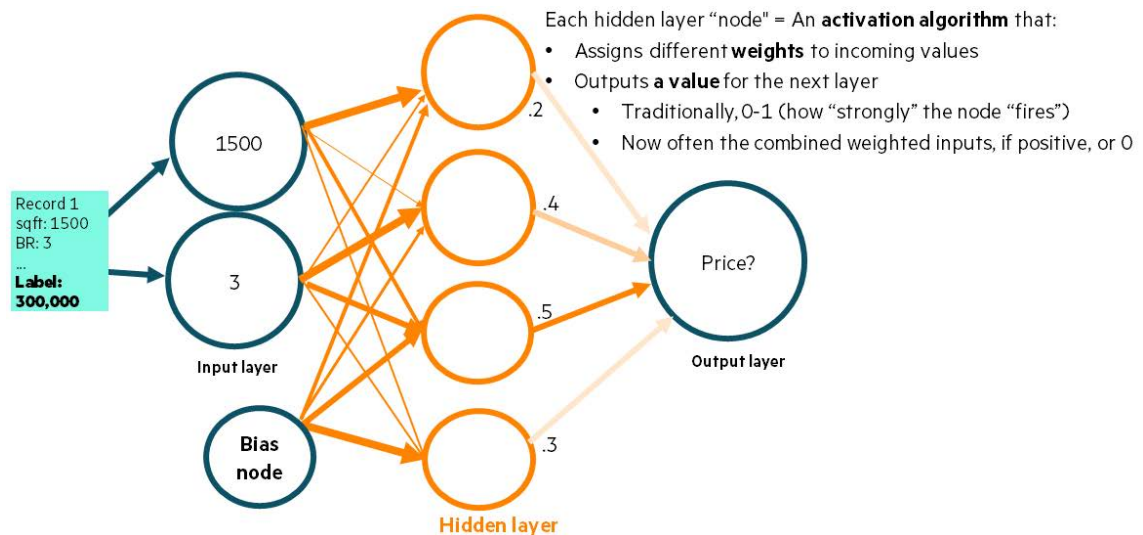 Each hidden layer “node" = An activation algorithm that:
• Assigns different weights to incoming values
• Outputs a value for the next layer
• Traditionally, 0-1 (how “strongly” the node “fires”)
• Now often the combined weighted inputs, if positive, or 0
Record 1
sqft: 1500
BR: 3
...
Label:
300,000
1500
3
Input layer
Bias
node
.2
.4
.5
.3
Hidden layer
Price?
Output layer